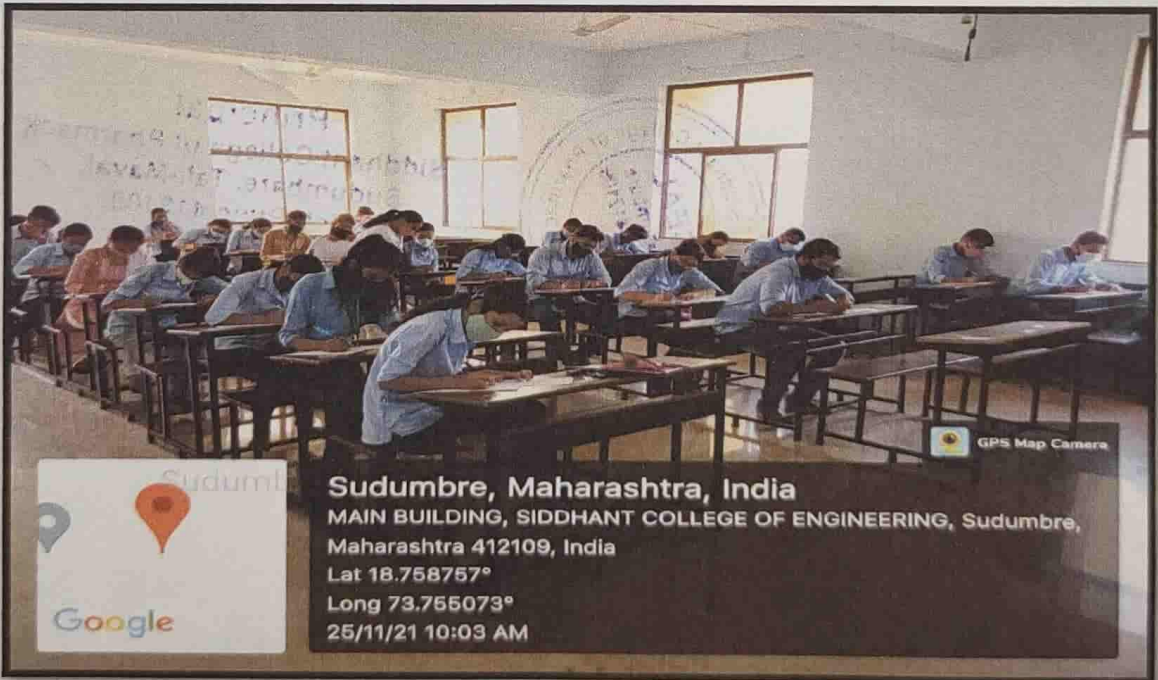 GPS Map Camera
Sudumb
Google
Sudumbre, Maharashtra, India
MAIN BUILDING, SIDDHANT COLLEGE OF ENGINEERING, Sudumbre,
Maharashtra 412109, India
Lat 18.758757°
Long 73.755073°
25/11/21 10:03 AM